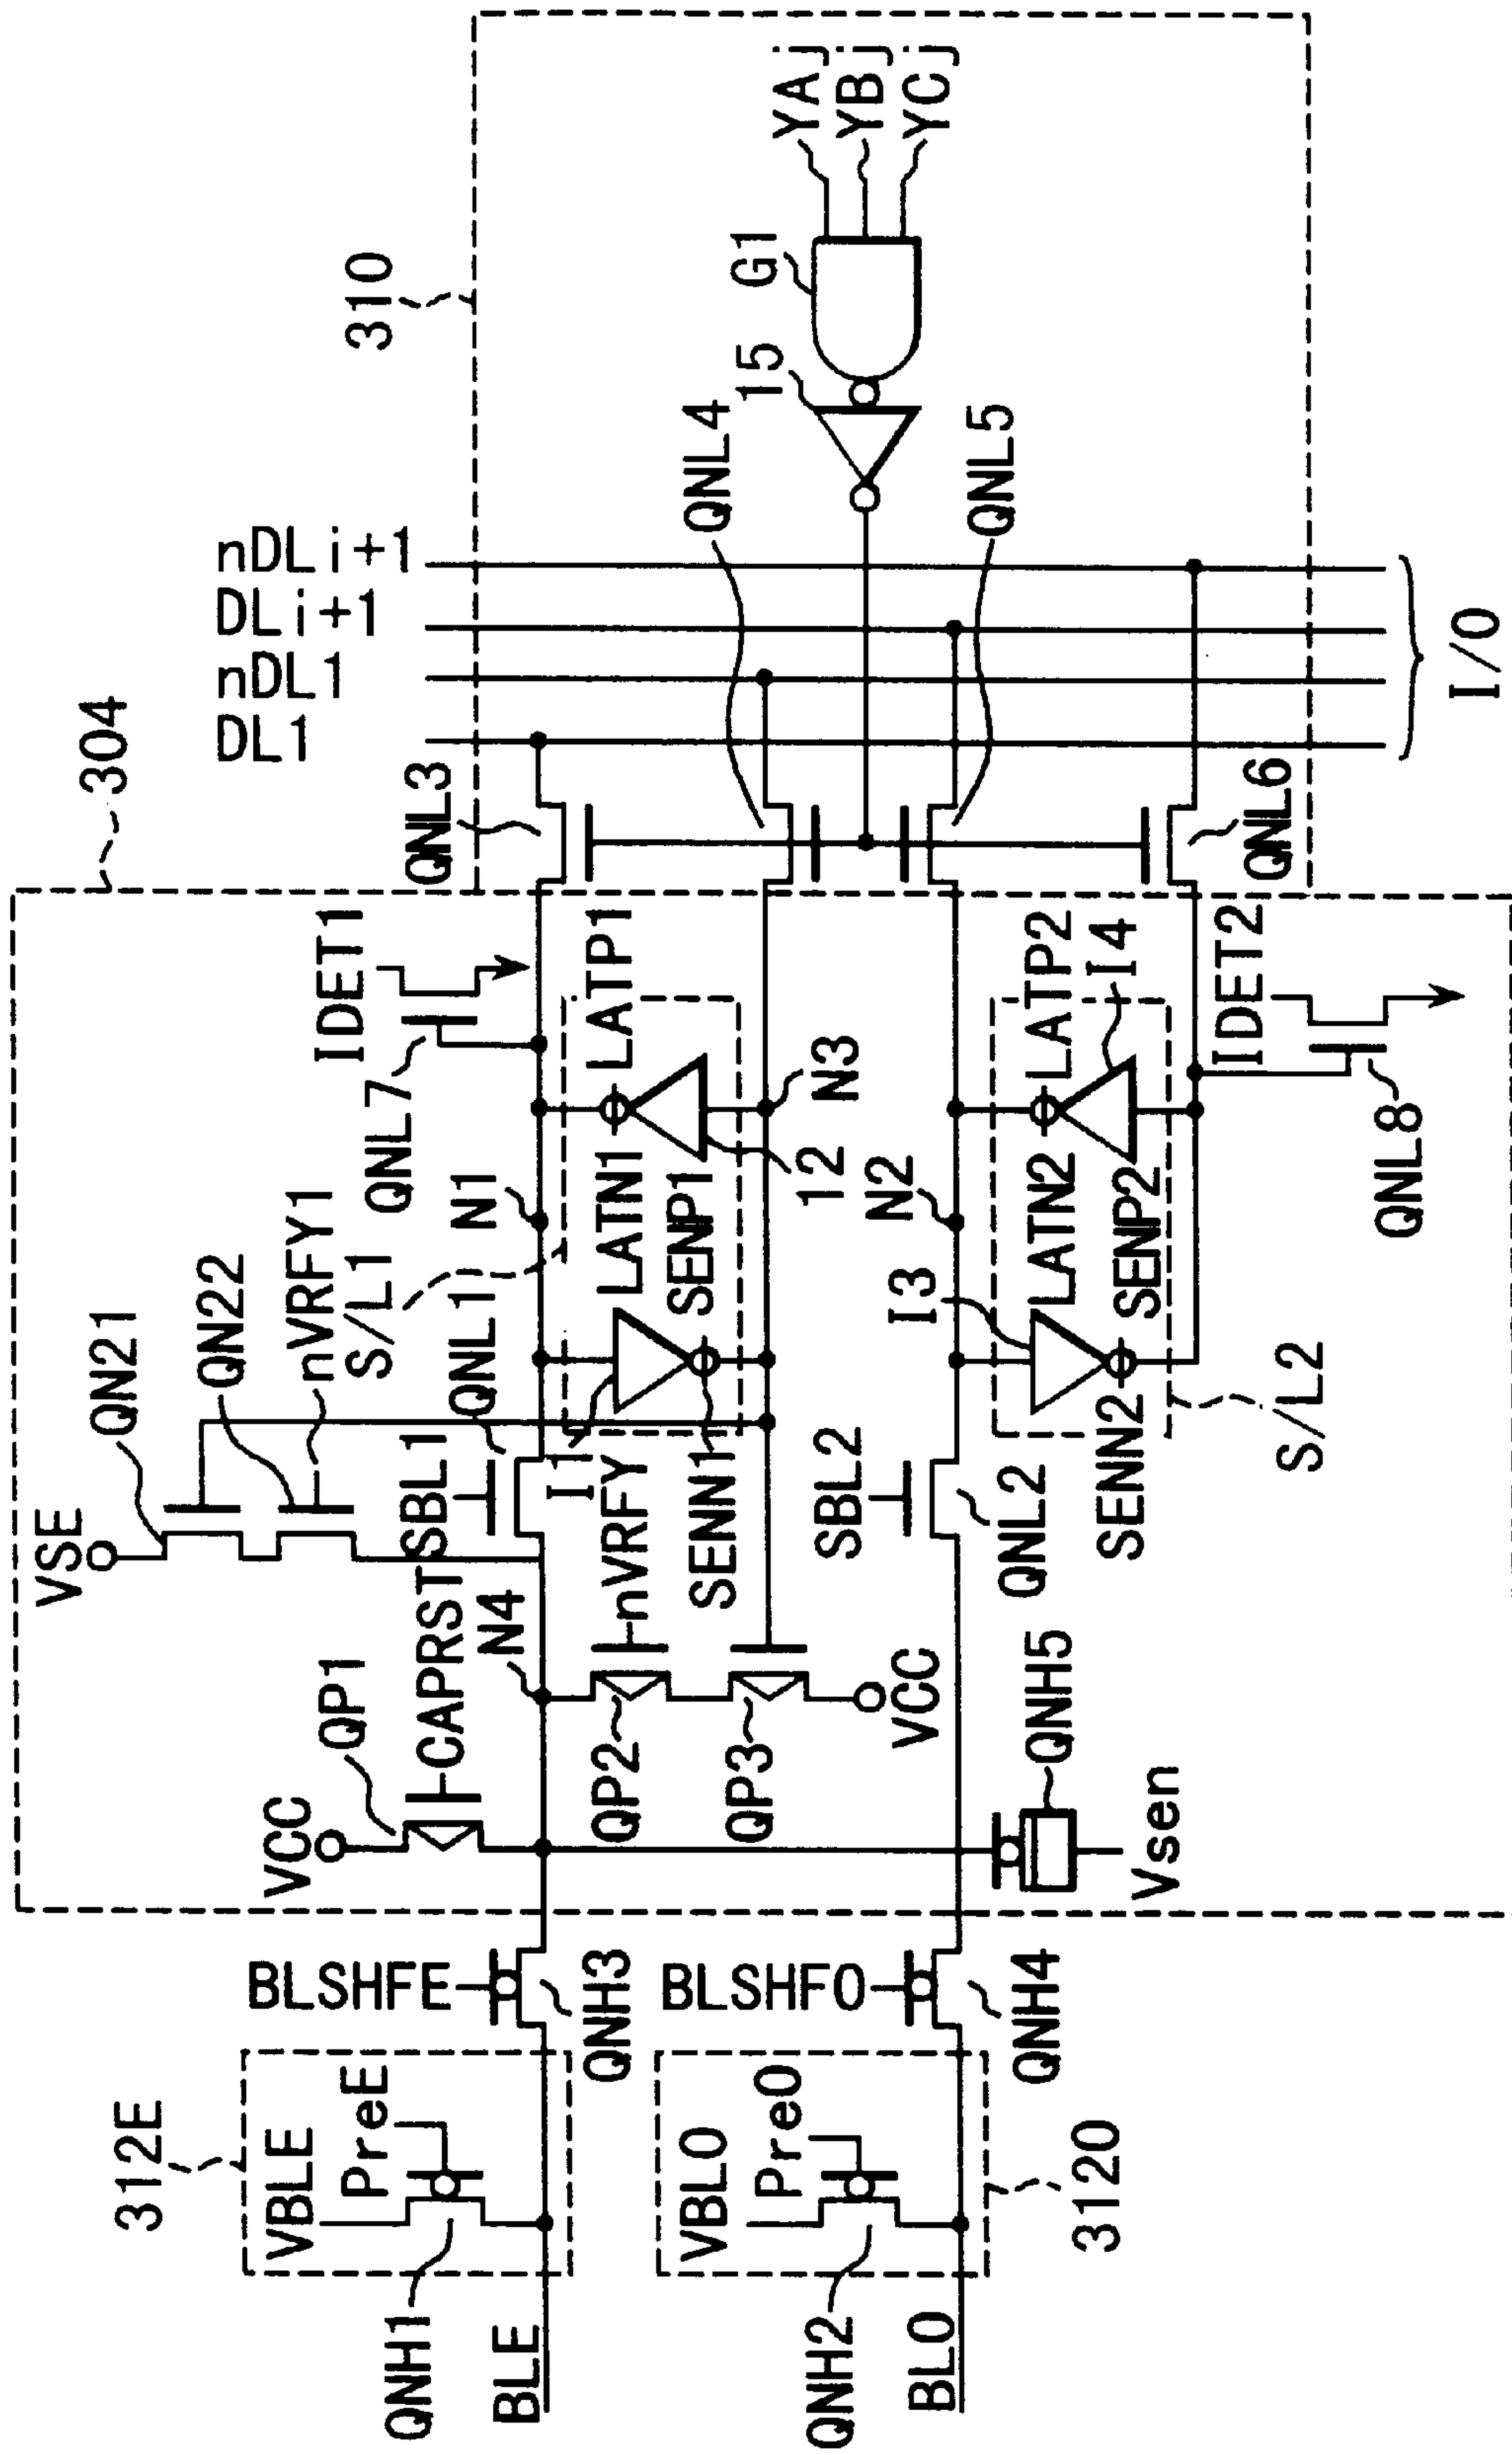 304
310
nDLi+1
DLi+1
nDL1
DL1
VSE
QN21
QN22
nVRFY1
S/L1
QNL7
IDET1
QNL3
QNL4
15
G1
YAj
YBj
YCj
312E
VBLE
PreE
QNH1
BLE
BLSHFE
QNH3
VCC
QP1
CAPRST
N4
SBL1
QNL1
N1
I1
LATN1
LATP1
SENN1
SENP1
12
N3
nVRFY
QP2
QP3
VCC
QNL5
VBLO
PreO
QNH2
BLO
312O
BLSHFO
QNH4
QNH5
Vsen
SBL2
QNL2
I3
N2
LATN2
LATP2
I4
SENN2
SENP2
S/L2
IDET2
QNL8
QNL6
I/O